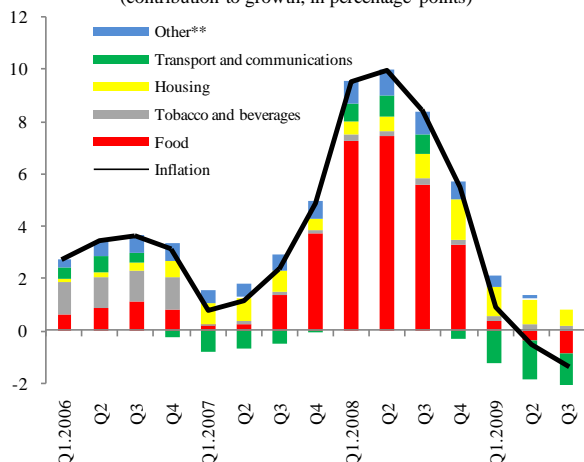 (contribution to growth, in percentage points)
12
10
8
6
4
2
0
-2
Other**
Transport and communications
Housing
Tobacco and beverages
Food
Inflation
Q1.2006
Q2
Q3
Q4
Q1.2007
Q2
Q3
Q4
Q1.2008
Q2
Q3
Q4
Q1.2009
Q2
Q3